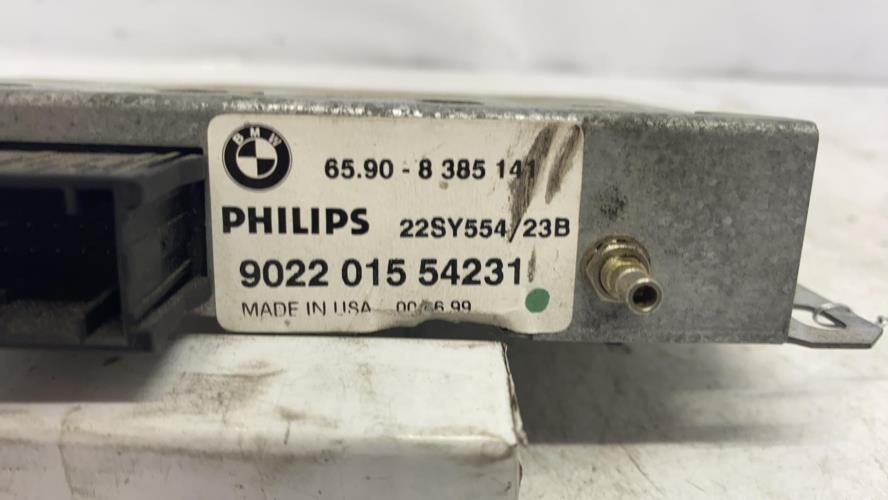 BMW
65.90 - 8 385 141
PHILIPS 22SY554/23B
9022 015 54231
MADE IN USA